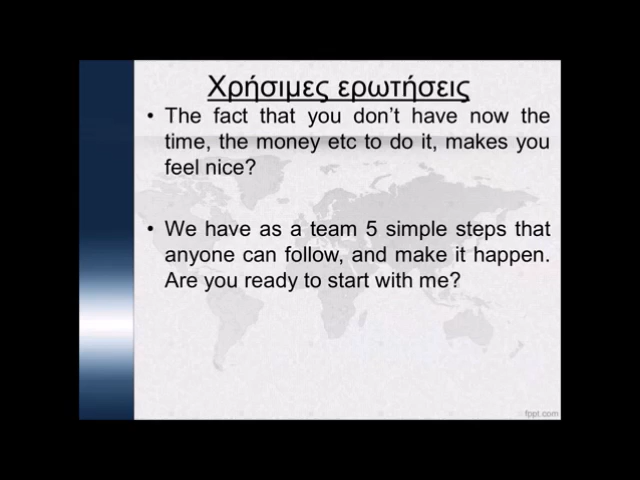 Χρήσιμες ερωτήσεις
• The fact that you don't have now the
time, the money etc to do it, makes you
feel nice?
• We have as a team 5 simple steps that
anyone can follow, and make it happen.
Are you ready to start with me?
fppt.com